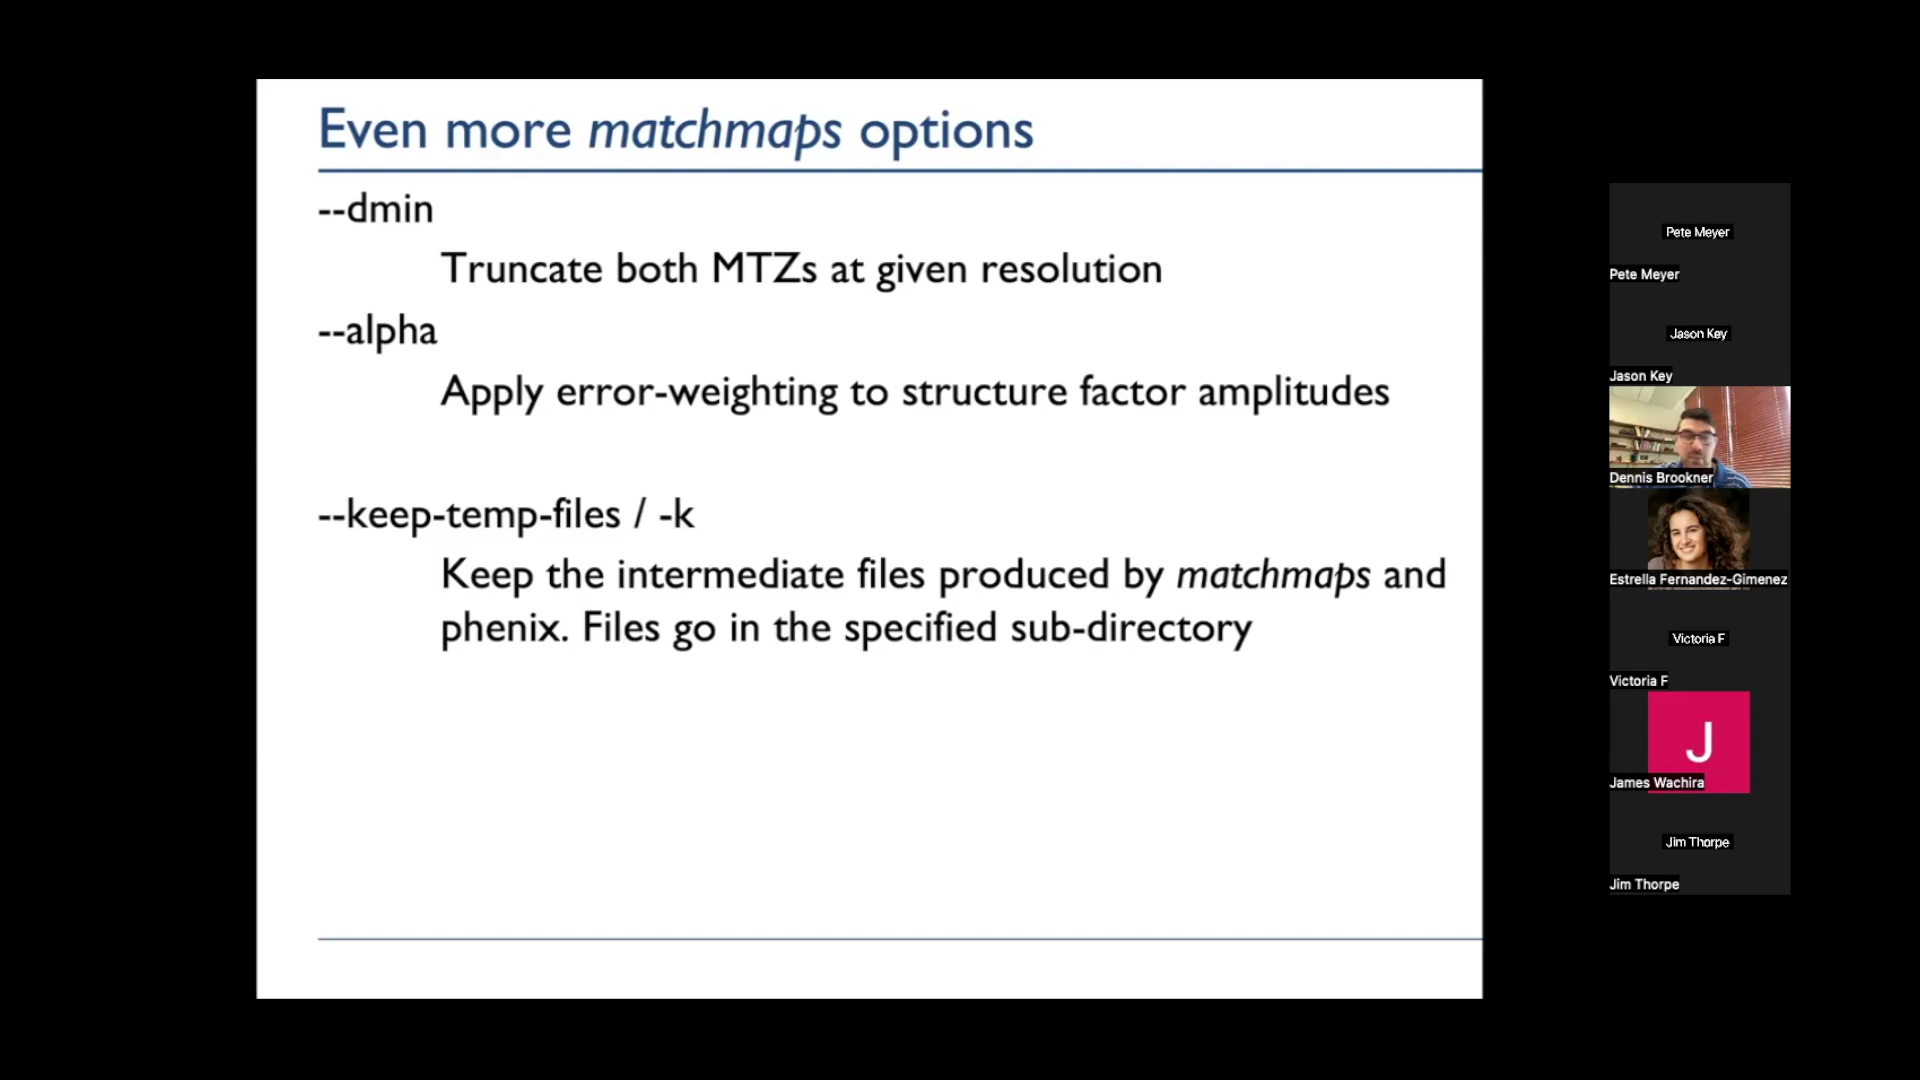 Even more matchmaps options
--dmin
Truncate both MTZs at given resolution
--alpha
Apply error-weighting to structure factor amplitudes
--keep-temp-files / -k
Keep the intermediate files produced by matchmaps and
phenix. Files go in the specified sub-directory
Pete Meyer
Pete Meyer
Jason Key
Jason Key
Dennis Brookner
Estrella Fernandez-Gimenez
Victoria F
Victoria F
J
James Wachira
Jim Thorpe
Jim Thorpe